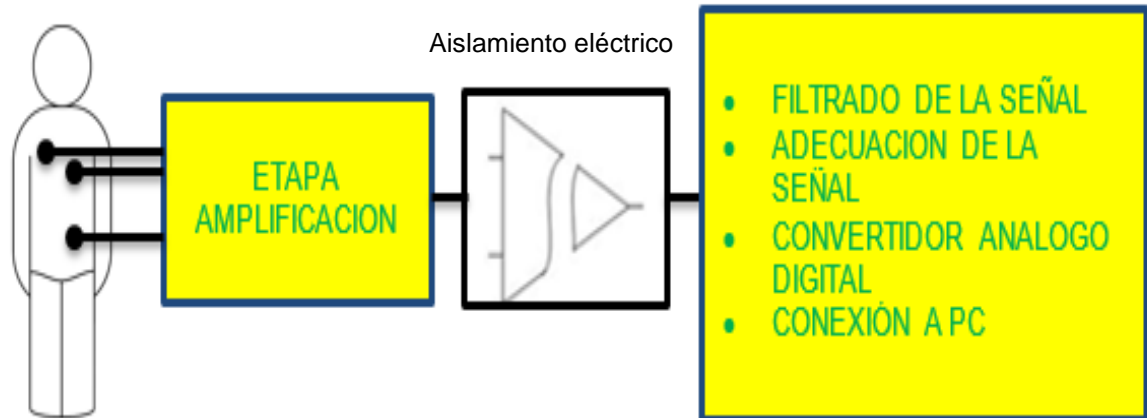 Aislamiento eléctrico
ETAPA
AMPLIFICACION
• FILTRADO DE LA SEÑAL
• ADECUACION DE LA
SEÑAL
• CONVERTIDOR ANALOGO
DIGITAL
• CONEXIÓN A PC